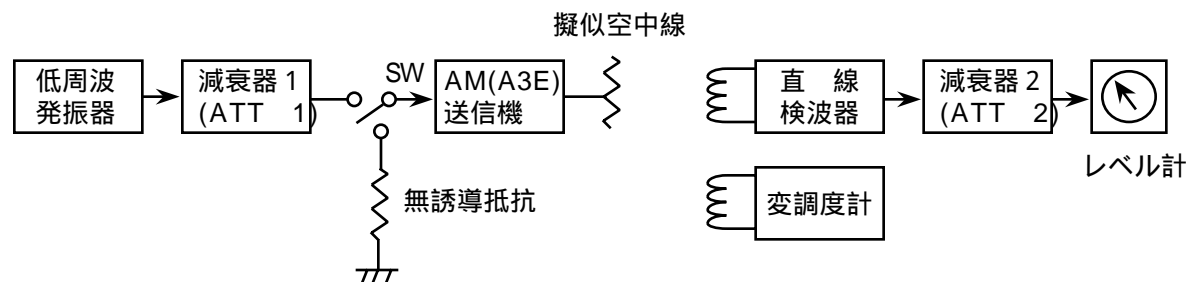 擬似空中線
低周波
発振器
減衰器 1
(ATT 1)
SW
AM(A3E)
送信機
直 線
検波器
減衰器 2
(ATT 2)
レベル計
無誘導抵抗
変調度計